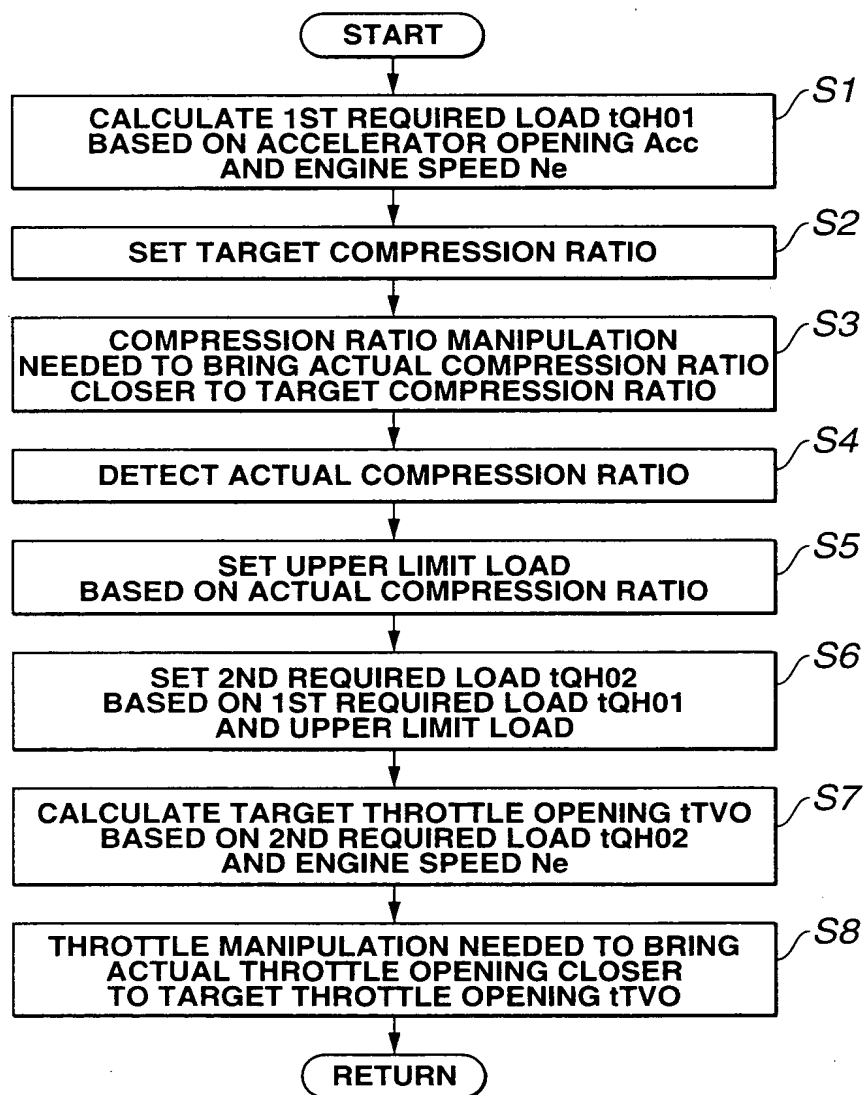 START
S1
CALCULATE 1ST REQUIRED LOAD tQH01
BASED ON ACCELERATOR OPENING Acc
AND ENGINE SPEED Ne
S2
SET TARGET COMPRESSION RATIO
S3
COMPRESSION RATIO MANIPULATION
NEEDED TO BRING ACTUAL COMPRESSION RATIO
CLOSER TO TARGET COMPRESSION RATIO
S4
DETECT ACTUAL COMPRESSION RATIO
S5
SET UPPER LIMIT LOAD
BASED ON ACTUAL COMPRESSION RATIO
S6
SET 2ND REQUIRED LOAD tQH02
BASED ON 1ST REQUIRED LOAD tQH01
AND UPPER LIMIT LOAD
S7
CALCULATE TARGET THROTTLE OPENING tTVO
BASED ON 2ND REQUIRED LOAD tQH02
AND ENGINE SPEED Ne
S8
THROTTLE MANIPULATION NEEDED TO BRING
ACTUAL THROTTLE OPENING CLOSER
TO TARGET THROTTLE OPENING tTVO
RETURN